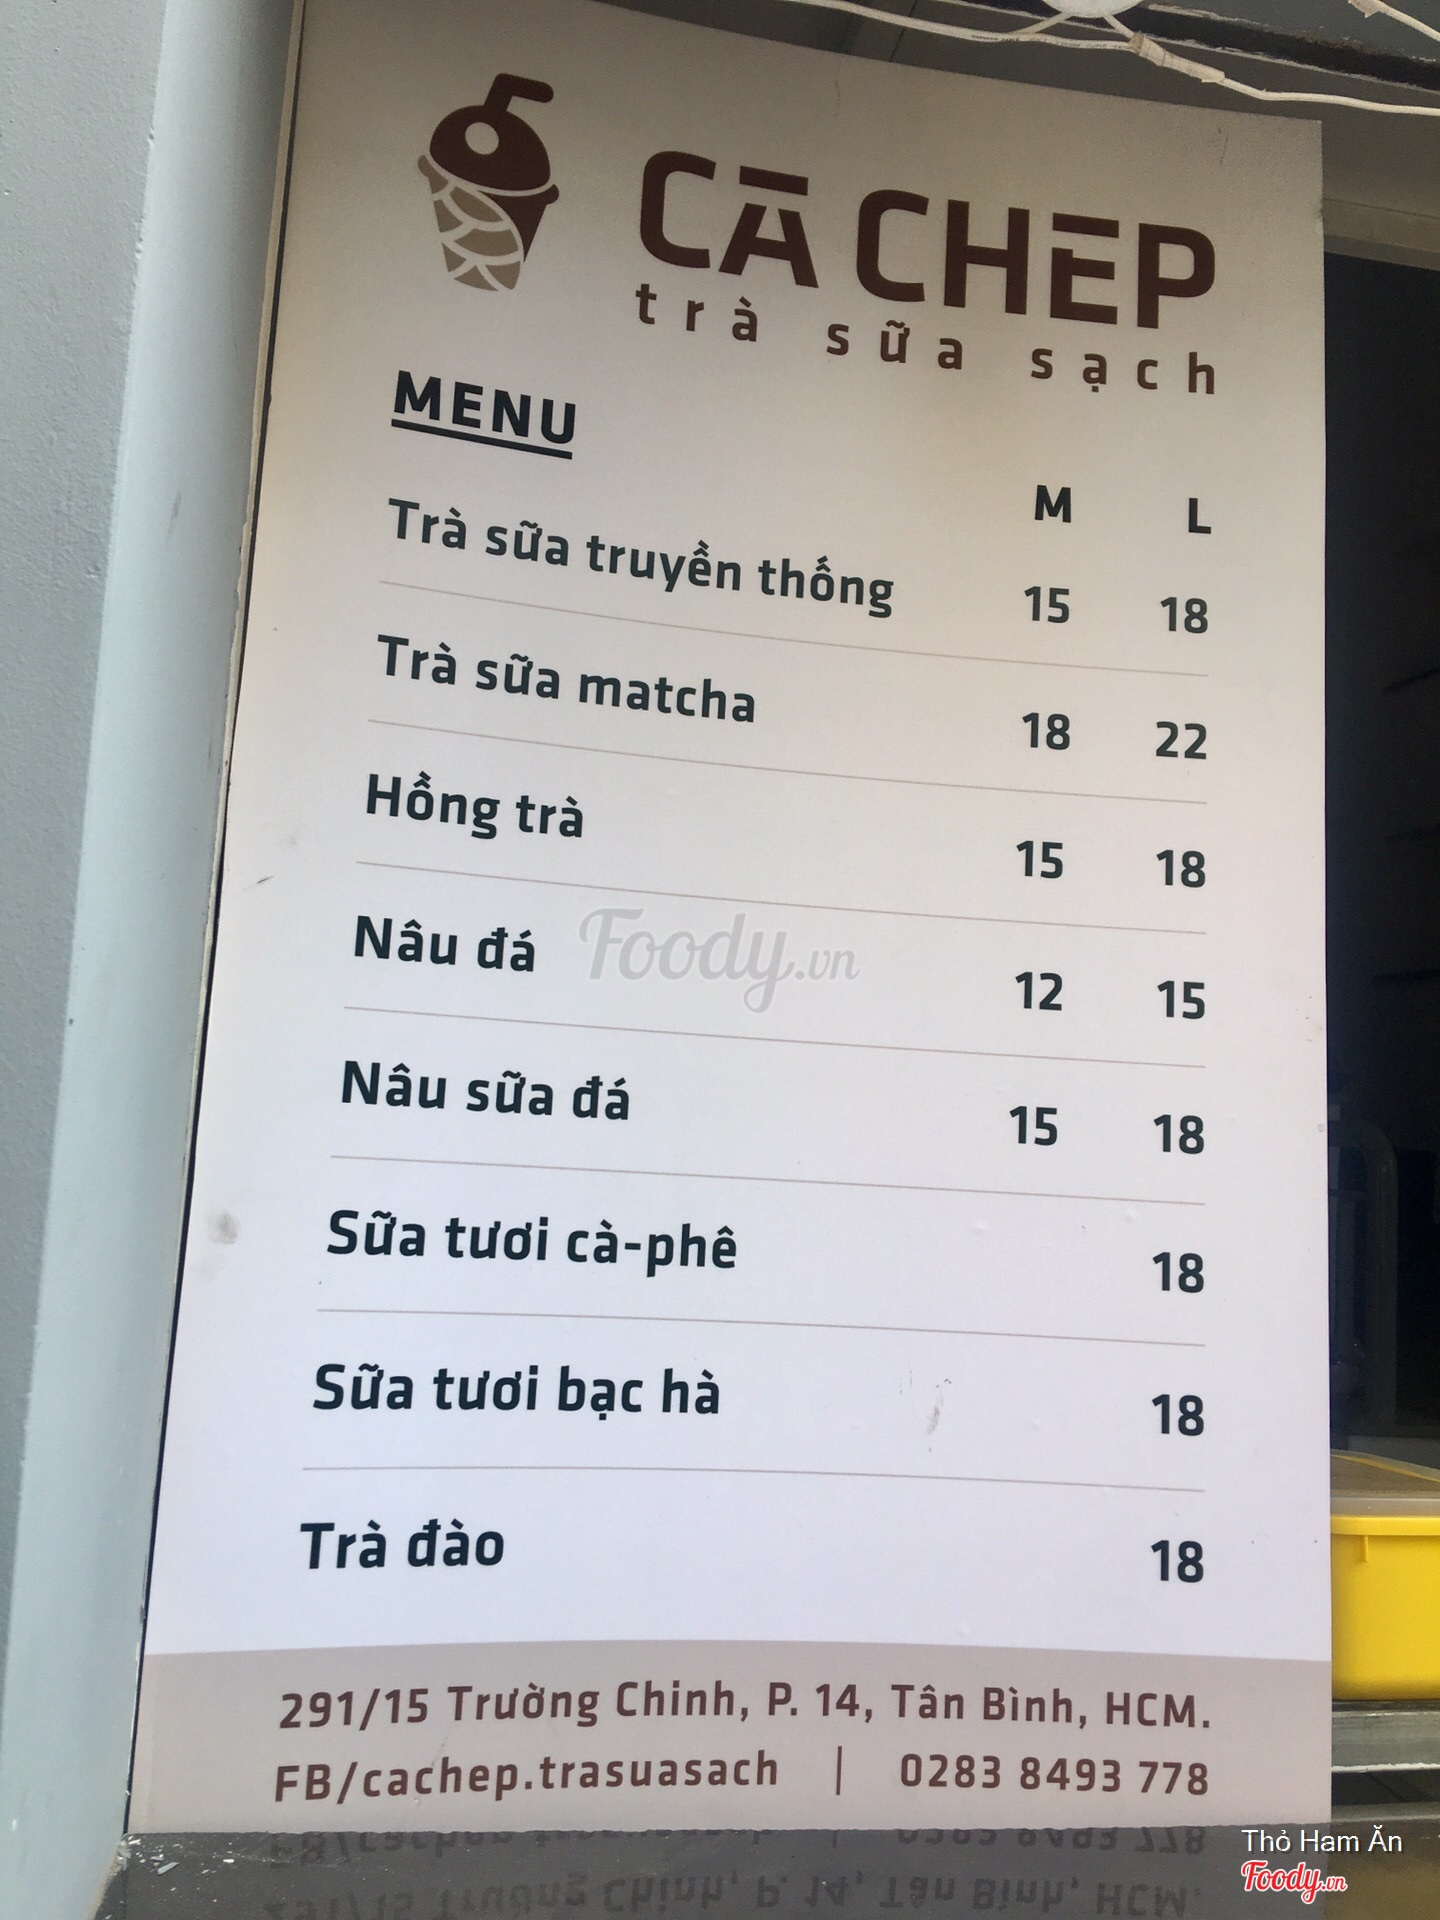 CA CHEP
trà sữa sạch
MENU
M L
Trà sữa truyền thống 15 18
Trà sữa matcha 18 22
Hồng trà 15 18
Nâu đá 12 15
Foody.vn
Nâu sữa đá 15 18
Sữa tươi cà-phê 18
Sữa tươi bạc hà 18
Trà đào 18
291/15 Trường Chinh, P. 14, Tân Bình, HCM.
FB/cachep.trasuasach | 0283 8493 778
Thỏ Ham Ăn
Foody.vn